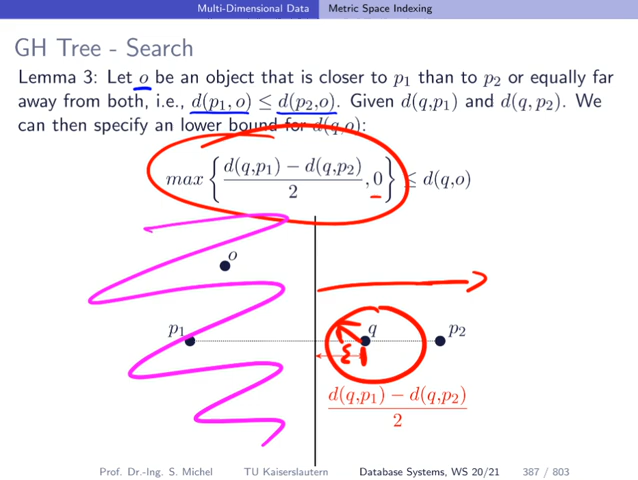 Multi-Dimensional Data Metric Space Indexing
GH Tree - Search
Lemma 3: Let o be an object that is closer to p₁ than to p₂ or equally far
away from both, i.e., d(p₁, o) ≤ d(p₂,o). Given d(q,p₁) and d(q, p₂). We
can then specify an lower bound for d(q,o):
max { d(q,p₁) − d(q,p₂) / 2 , 0 } ≤ d(q,o)
o
p₁ q p₂
ε
d(q,p₁) − d(q,p₂)
2
Prof. Dr.-Ing. S. Michel TU Kaiserslautern Database Systems, WS 20/21 387 / 803